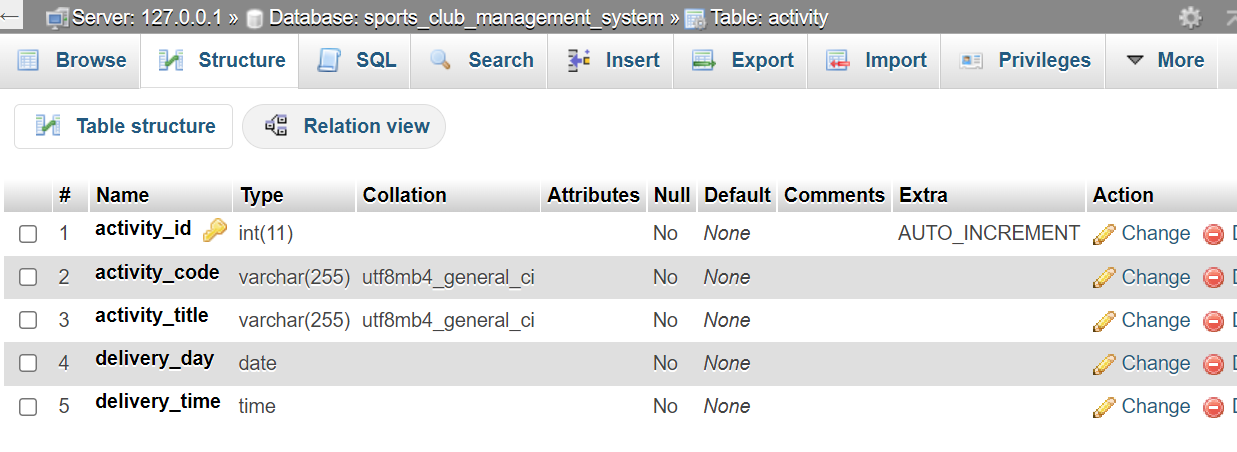 Server: 127.0.0.1 » Database: sports_club_management_system » Table: activity
Browse Structure SQL Search Insert Export Import Privileges More
Table structure Relation view
# Name Type Collation Attributes Null Default Comments Extra Action
1 activity_id int(11) No None AUTO_INCREMENT Change
2 activity_code varchar(255) utf8mb4_general_ci No None Change
3 activity_title varchar(255) utf8mb4_general_ci No None Change
4 delivery_day date No None Change
5 delivery_time time No None Change